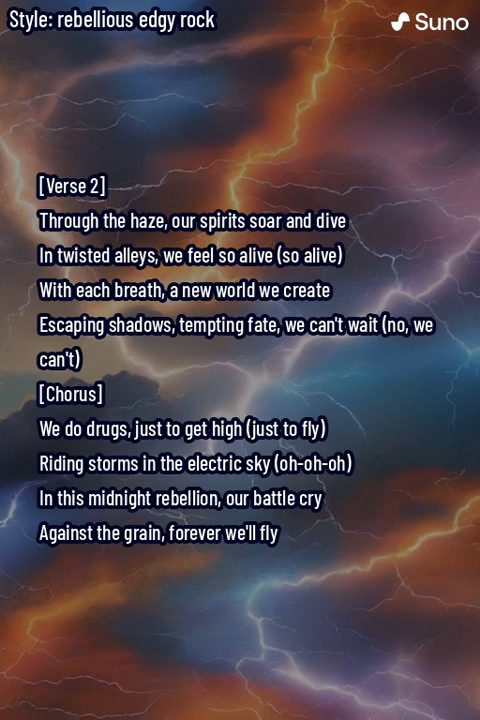 Style: rebellious edgy rock
Suno
[Verse 2]
Through the haze, our spirits soar and dive
In twisted alleys, we feel so alive (so alive)
With each breath, a new world we create
Escaping shadows, tempting fate, we can't wait (no, we
can't)
[Chorus]
We do drugs, just to get high (just to fly)
Riding storms in the electric sky (oh-oh-oh)
In this midnight rebellion, our battle cry
Against the grain, forever we'll fly